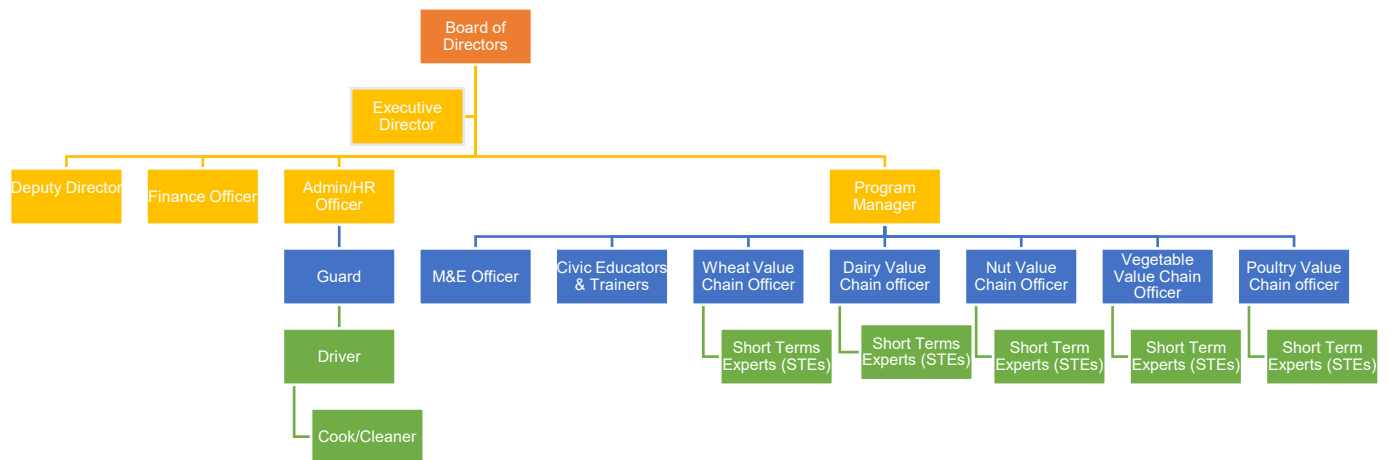 Board of
Directors
Executive
Director
Deputy Director
Finance Officer
Admin/HR
Officer
Program
Manager
Guard
M&E Officer
Civic Educators
& Trainers
Wheat Value
Chain Officer
Dairy Value
Chain officer
Nut Value
Chain Officer
Vegetable
Value Chain
Officer
Poultry Value
Chain officer
Driver
Short Terms
Experts (STEs)
Short Terms
Experts (STEs)
Short Term
Experts (STEs)
Short Term
Experts (STEs)
Short Term
Experts (STEs)
Cook/Cleaner